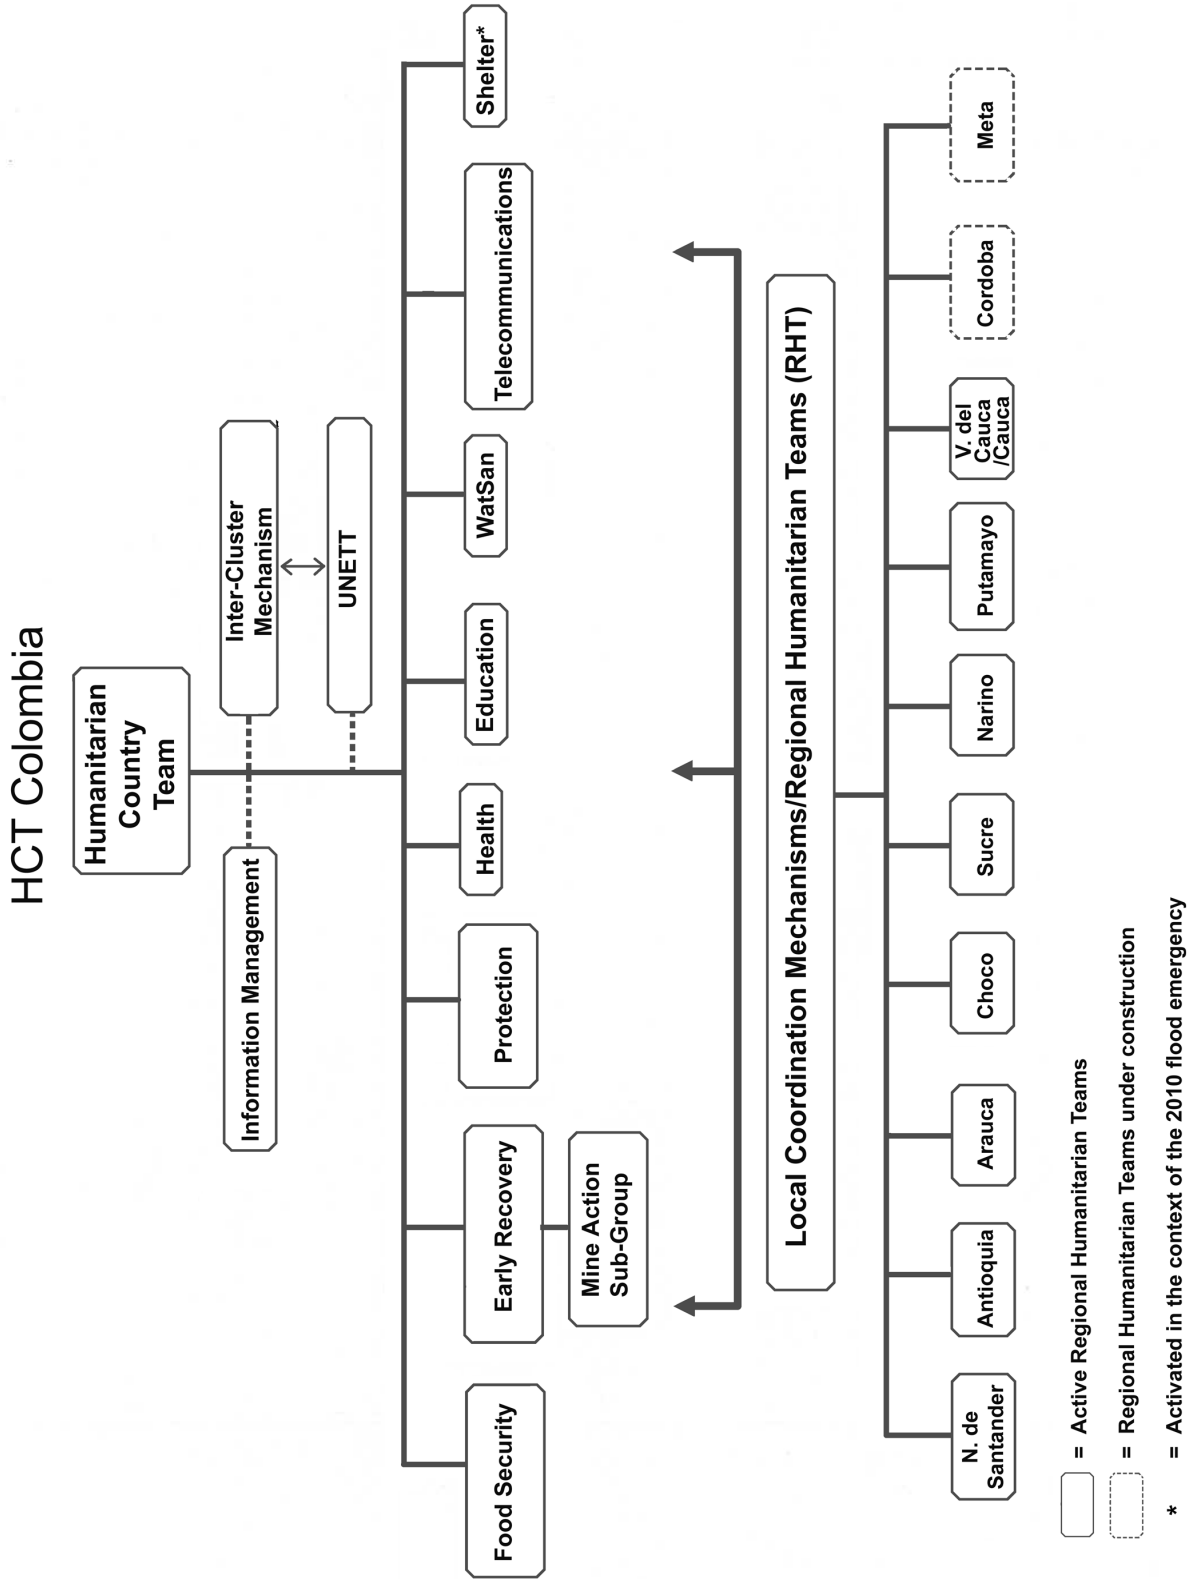 HCT Colombia
Humanitarian
Country
Team
Information Management
Inter-Cluster
Mechanism
UNETT
Food Security
Early Recovery
Protection
Health
Education
WatSan
Telecommunications
Shelter*
Mine Action
Sub-Group
Local Coordination Mechanisms/Regional Humanitarian Teams (RHT)
N. de
Santander
Antioquia
Arauca
Choco
Sucre
Narino
Putamayo
V. del
Cauca
/Cauca
Cordoba
Meta
= Active Regional Humanitarian Teams
= Regional Humanitarian Teams under construction
* = Activated in the context of the 2010 flood emergency